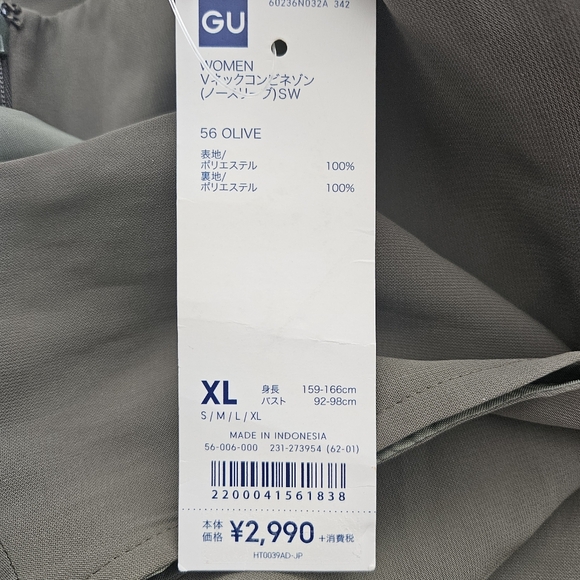 60236N032A 342
GU
WOMEN
Vネックコンビネゾン
(ノースリーブ)SW
56 OLIVE
表地/
ポリエステル 100%
裏地/
ポリエステル 100%
XL 身長 159-166cm
バスト 92-98cm
S / M / L / XL
MADE IN INDONESIA
56-006-000 231-273954 (62-01)
2200041561838
本体
価格 ¥2,990 +消費税
HT0039AD-JP